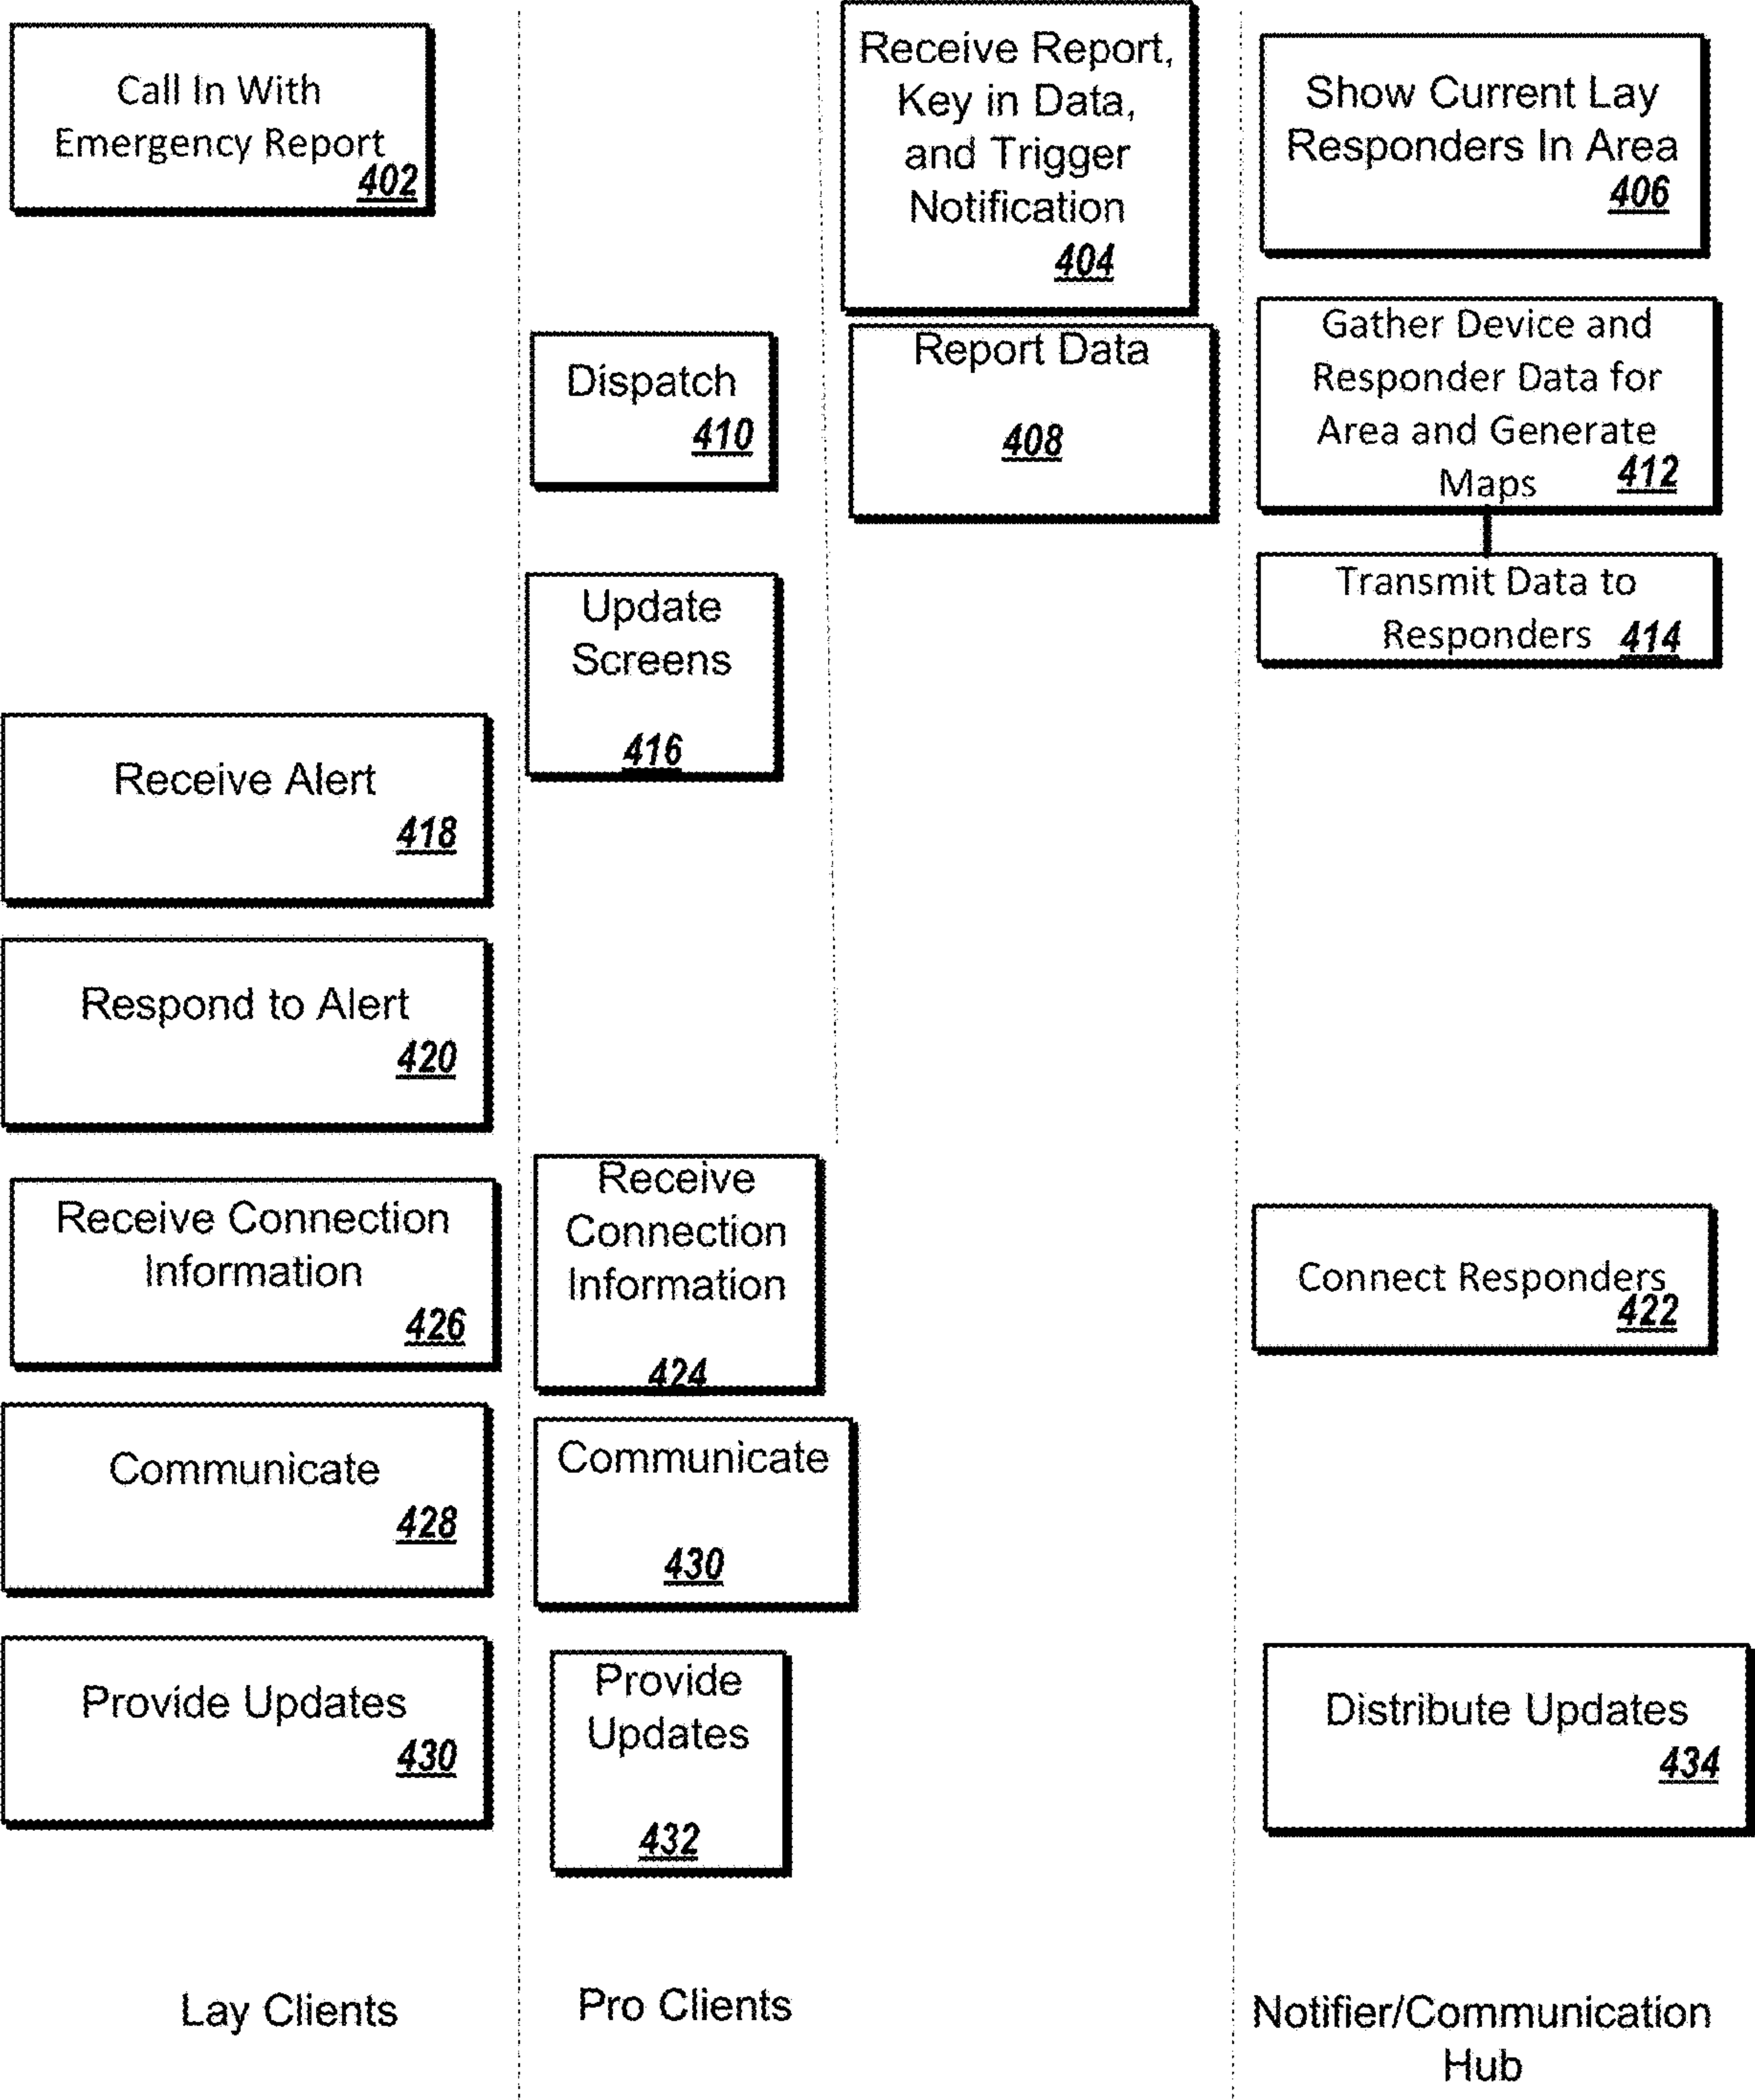 Call In With
Emergency Report
402
Receive Report,
Key in Data,
and Trigger
Notification
404
Show Current Lay
Responders In Area
406
Dispatch
410
Report Data
408
Gather Device and
Responder Data for
Area and Generate
Maps 412
Transmit Data to
Responders 414
Update
Screens
416
Receive Alert
418
Respond to Alert
420
Receive Connection
Information
426
Receive
Connection
Information
424
Connect Responders
422
Communicate
428
Communicate
430
Provide Updates
430
Provide
Updates
432
Distribute Updates
434
Lay Clients
Pro Clients
Notifier/Communication
Hub